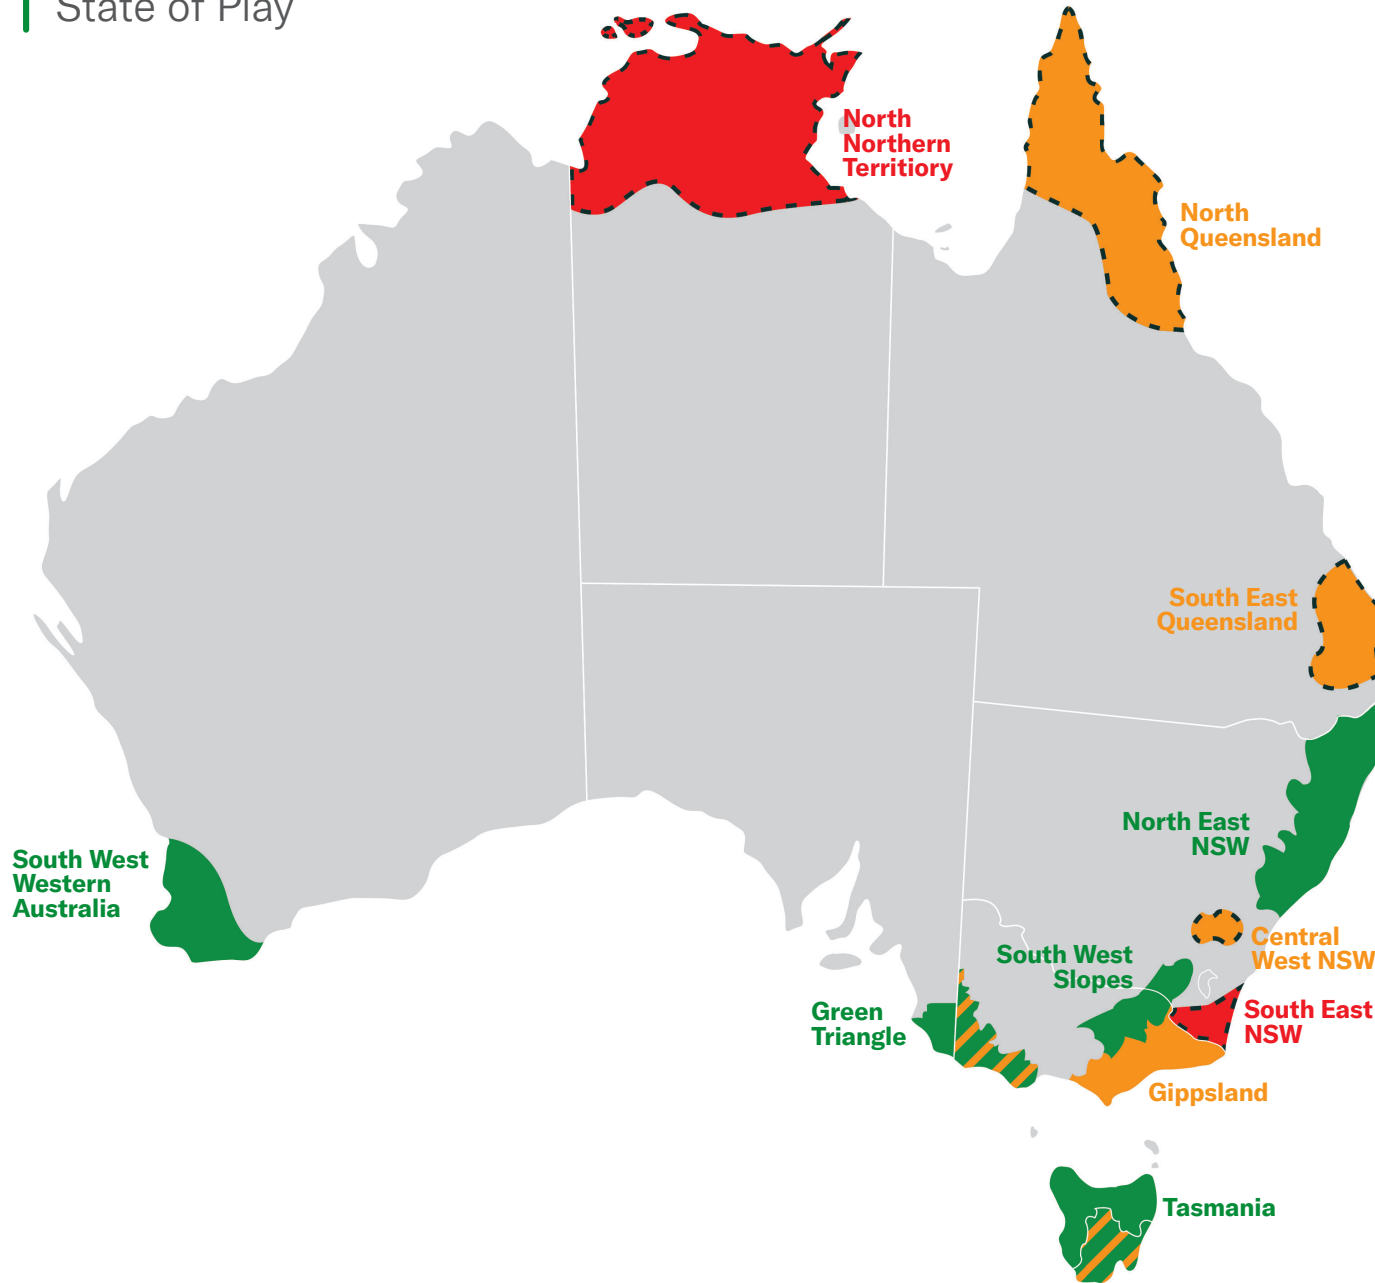 State of Play
North
Northern
Territiory
North
Queensland
South East
Queensland
North East
NSW
South West
Western
Australia
Central
West NSW
South West
Slopes
Green
Triangle
South East
NSW
Gippsland
Tasmania